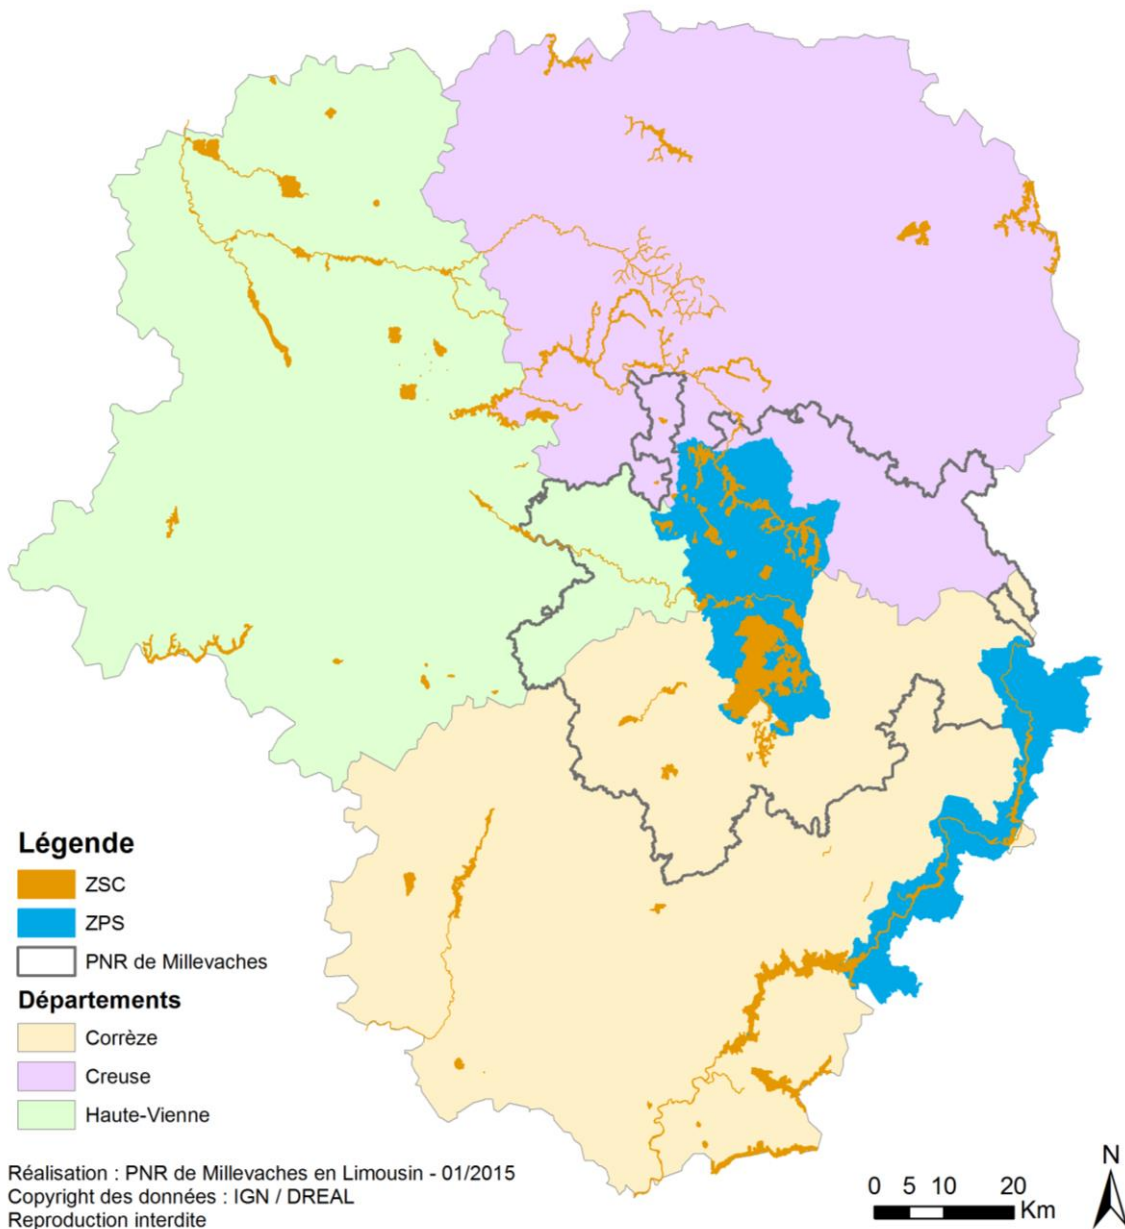 Légende
ZSC
ZPS
PNR de Millevaches
Départements
Corrèze
Creuse
Haute-Vienne
Réalisation : PNR de Millevaches en Limousin - 01/2015
Copyright des données : IGN / DREAL
Reproduction interdite
0 5 10 20
Km
N